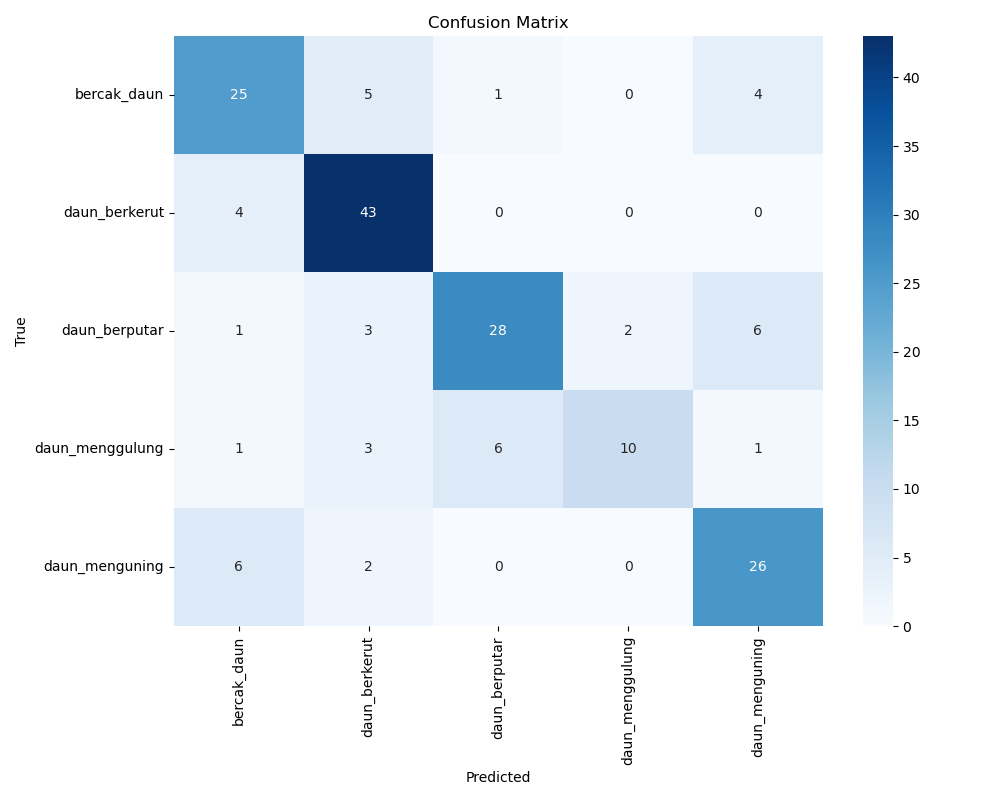 Confusion Matrix
True
bercak_daun 25 5 1 0 4
daun_berkerut 4 43 0 0 0
daun_berputar 1 3 28 2 6
daun_menggulung 1 3 6 10 1
daun_menguning 6 2 0 0 26
bercak_daun
daun_berkerut
daun_berputar
daun_menggulung
daun_menguning
Predicted
40
35
30
25
20
15
10
5
0